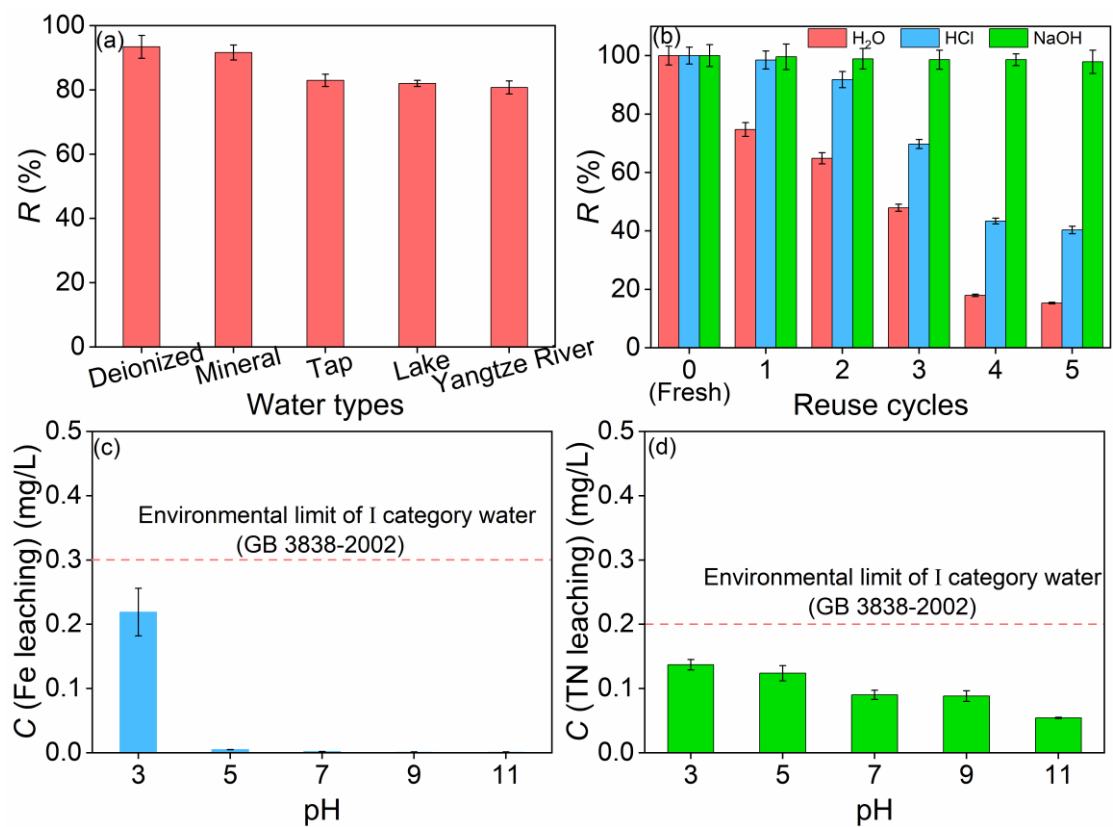 (a)
R (%)
100
80
60
40
20
0
Deionized
Mineral
Tap
Lake
Yangtze River
Water types
(b)
H₂O
HCl
NaOH
R (%)
100
80
60
40
20
0
0
(Fresh)
1
2
3
4
5
Reuse cycles
(c)
C (Fe leaching) (mg/L)
0.5
0.4
0.3
0.2
0.1
0.0
Environmental limit of I category water
(GB 3838-2002)
3
5
7
9
11
pH
(d)
C (TN leaching) (mg/L)
0.5
0.4
0.3
0.2
0.1
0.0
Environmental limit of I category water
(GB 3838-2002)
3
5
7
9
11
pH